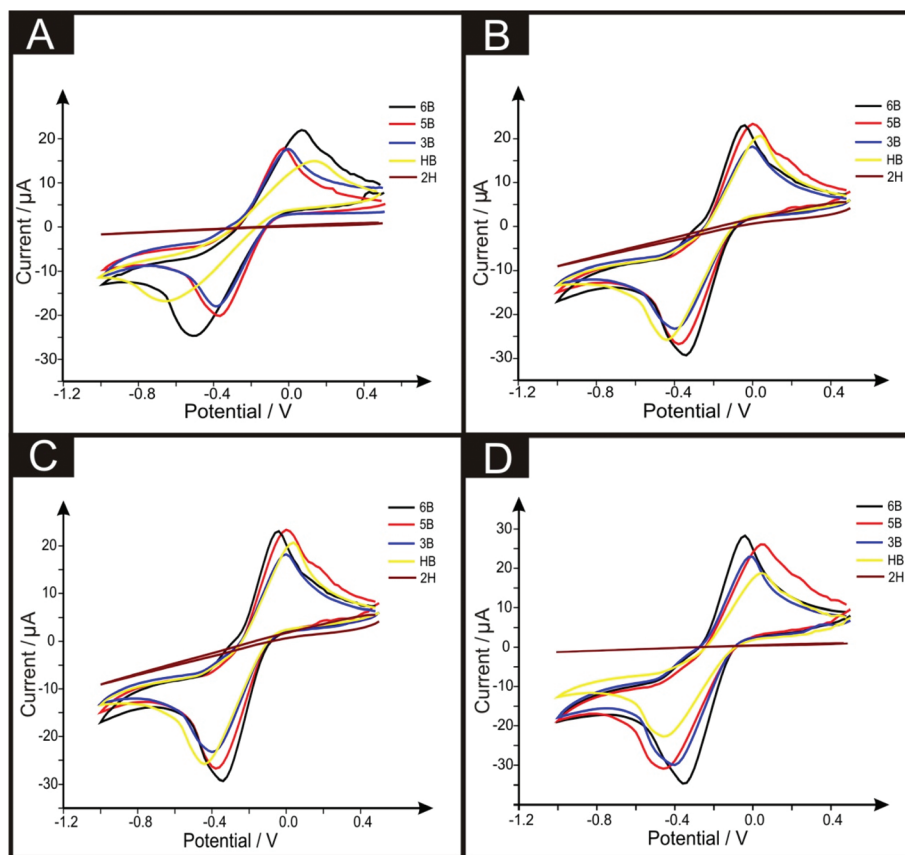 A
6B
5B
3B
HB
2H
20
10
0
-10
-20
-30
Current / µA
-1.2 -0.8 -0.4 0.0 0.4
Potential / V
B
6B
5B
3B
HB
2H
20
10
0
-10
-20
-30
Current / µA
-1.2 -0.8 -0.4 0.0 0.4
Potential / V
C
6B
5B
3B
HB
2H
20
10
0
-10
-20
-30
Current / µA
-1.2 -0.8 -0.4 0.0 0.4
Potential / V
D
6B
5B
3B
HB
2H
30
20
10
0
-10
-20
-30
Current / µA
-1.2 -0.8 -0.4 0.0 0.4
Potential / V